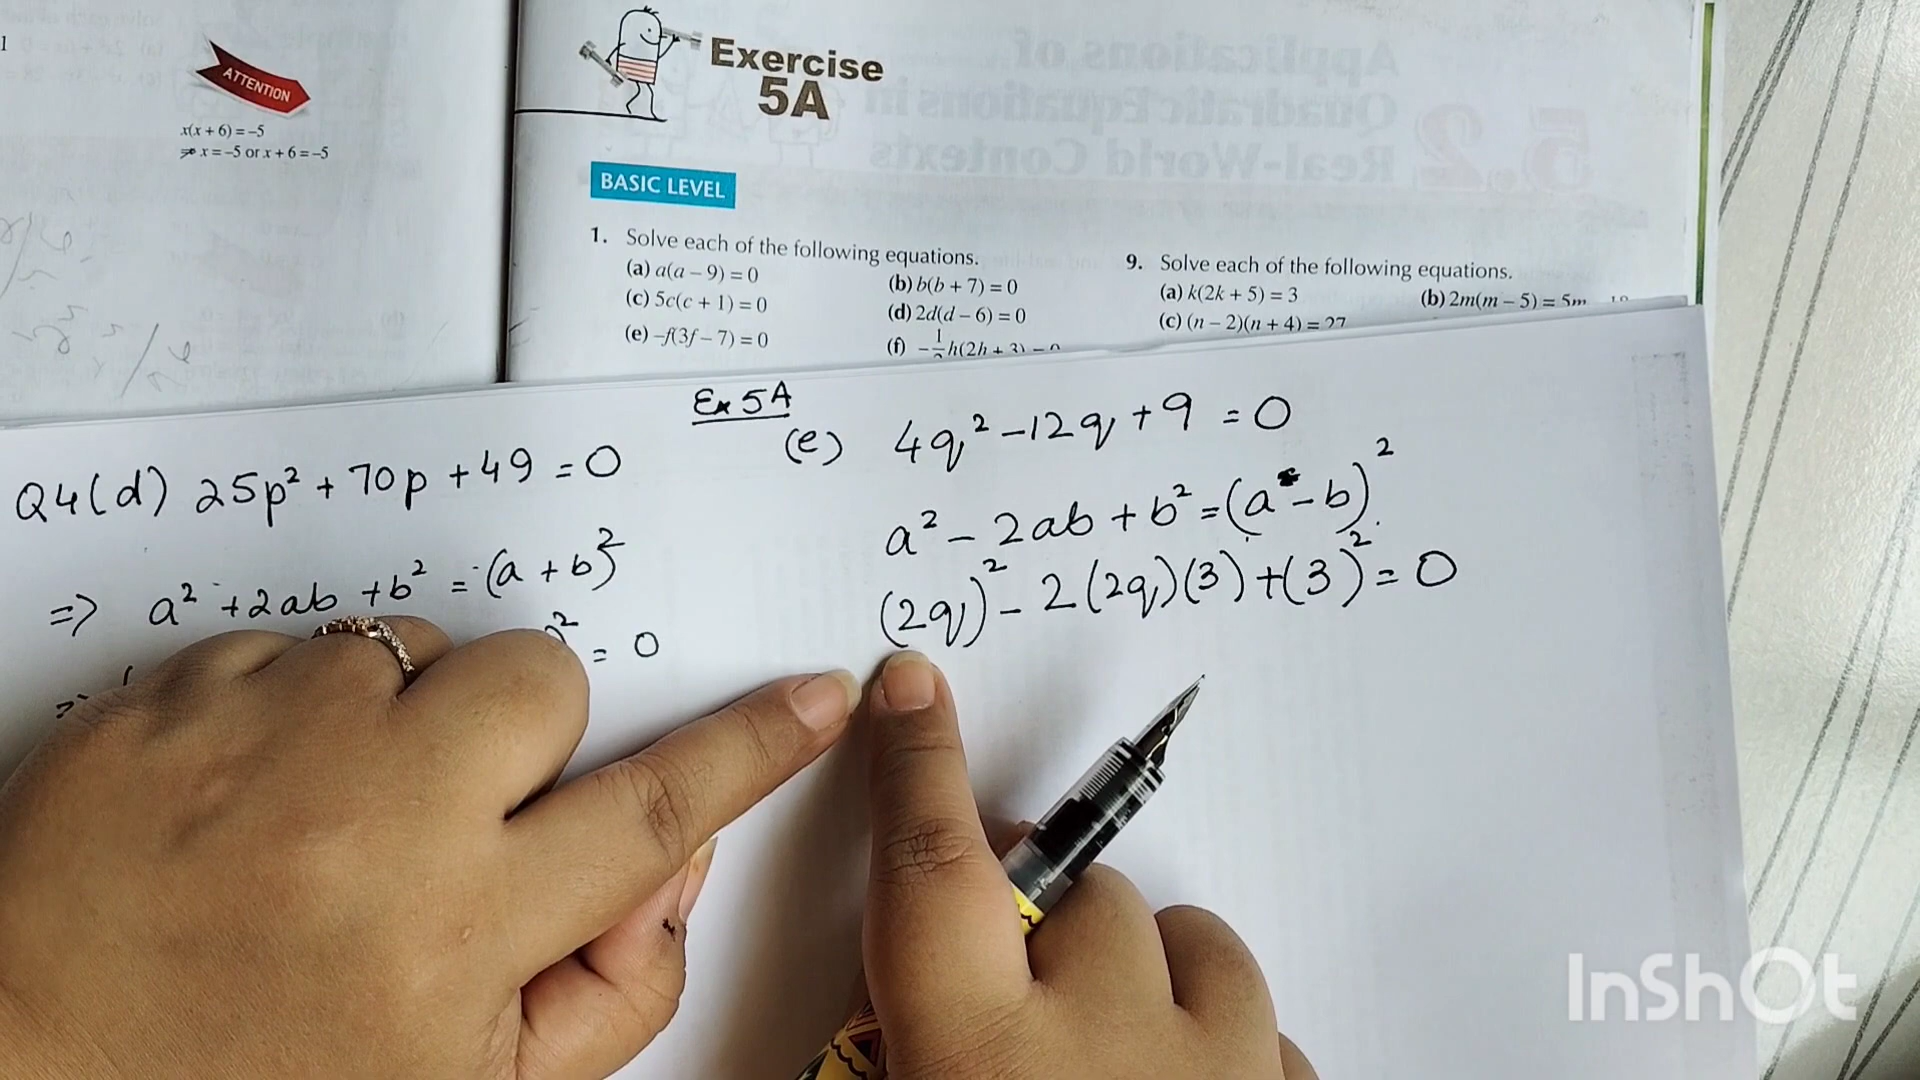 1
ATTENTION
x(x + 6) = –5
⇏ x = –5 or x + 6 = –5
Exercise
5A
BASIC LEVEL
1. Solve each of the following equations.
(a) a(a – 9) = 0
(b) b(b + 7) = 0
(c) 5c(c + 1) = 0
(d) 2d(d – 6) = 0
(e) –f(3f – 7) = 0
(f)
9. Solve each of the following equations.
(a) k(2k + 5) = 3
(b) 2m(m – 5) = 5m
(c) (n – 2)(n + 4) = 27
Ex 5A
Q4(d) 25p² + 70p + 49 = 0
=> a² + 2ab + b² = (a + b)²
² = 0
(e) 4q² – 12q + 9 = 0
a² – 2ab + b² = (a – b)²
(2q)² – 2(2q)(3) + (3)² = 0
InShOt